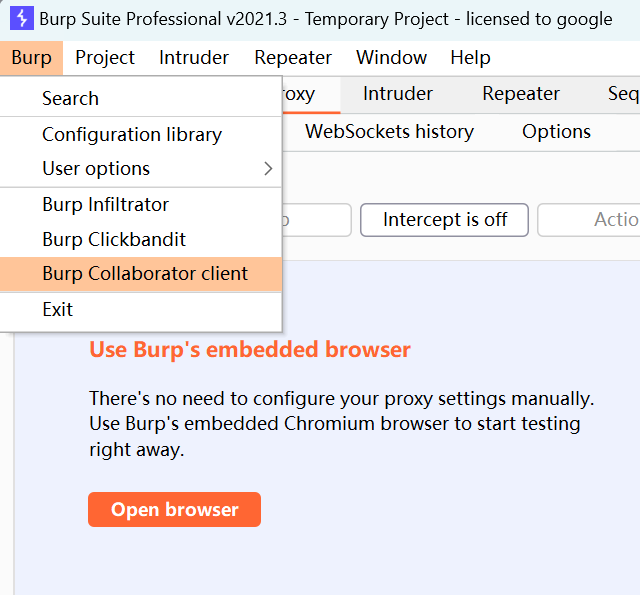 Burp Suite Professional v2021.3 - Temporary Project - licensed to google
Burp Project Intruder Repeater Window Help
Intruder Repeater
WebSockets history Options
Search
Configuration library
User options
Burp Infiltrator
Burp Clickbandit
Burp Collaborator client
Exit
Intercept is off
Use Burp's embedded browser
There's no need to configure your proxy settings manually.
Use Burp's embedded Chromium browser to start testing
right away.
Open browser